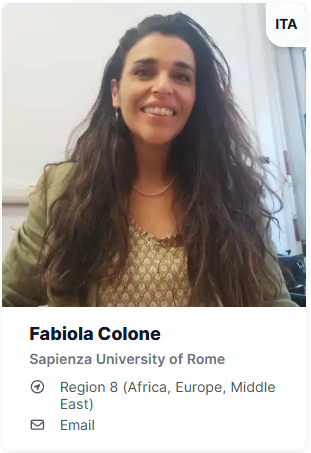 ITA
Fabiola Colone
Sapienza University of Rome
Region 8 (Africa, Europe, Middle
East)
Email